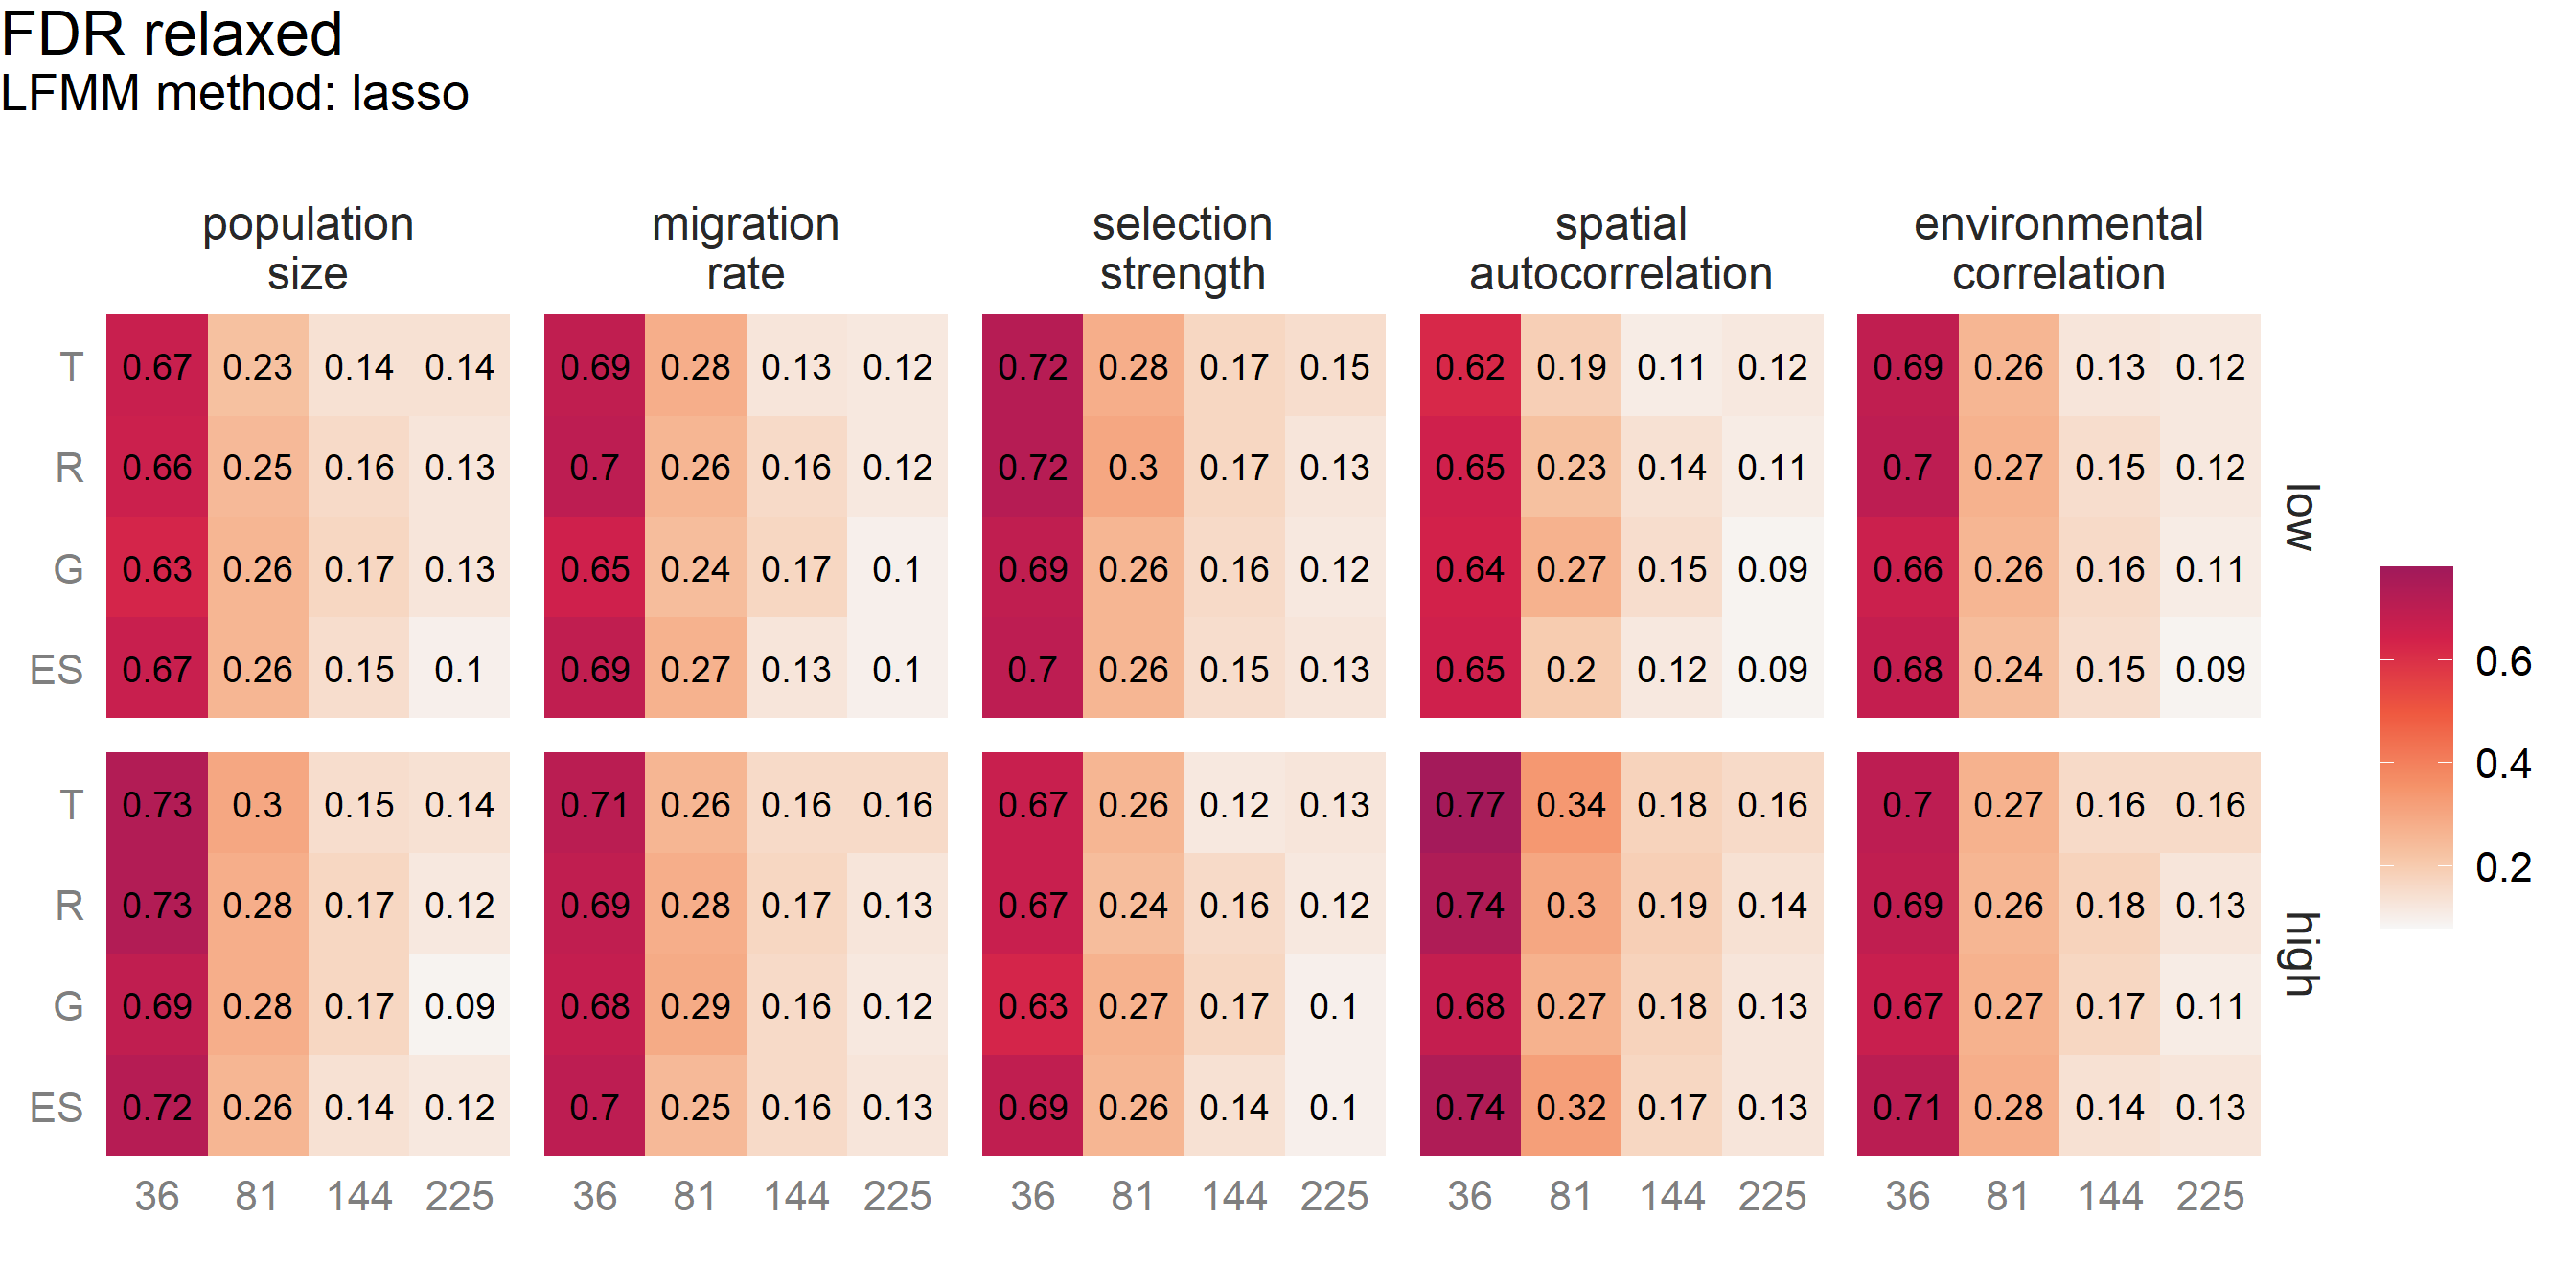 FDR relaxed
LFMM method: lasso
population size
migration rate
selection strength
spatial autocorrelation
environmental correlation
T 0.67 0.23 0.14 0.14 0.69 0.28 0.13 0.12 0.72 0.28 0.17 0.15 0.62 0.19 0.11 0.12 0.69 0.26 0.13 0.12
R 0.66 0.25 0.16 0.13 0.7 0.26 0.16 0.12 0.72 0.3 0.17 0.13 0.65 0.23 0.14 0.11 0.7 0.27 0.15 0.12
G 0.63 0.26 0.17 0.13 0.65 0.24 0.17 0.1 0.69 0.26 0.16 0.12 0.64 0.27 0.15 0.09 0.66 0.26 0.16 0.11
ES 0.67 0.26 0.15 0.1 0.69 0.27 0.13 0.1 0.7 0.26 0.15 0.13 0.65 0.2 0.12 0.09 0.68 0.24 0.15 0.09
low
T 0.73 0.3 0.15 0.14 0.71 0.26 0.16 0.16 0.67 0.26 0.12 0.13 0.77 0.34 0.18 0.16 0.7 0.27 0.16 0.16
R 0.73 0.28 0.17 0.12 0.69 0.28 0.17 0.13 0.67 0.24 0.16 0.12 0.74 0.3 0.19 0.14 0.69 0.26 0.18 0.13
G 0.69 0.28 0.17 0.09 0.68 0.29 0.16 0.12 0.63 0.27 0.17 0.1 0.68 0.27 0.18 0.13 0.67 0.27 0.17 0.11
ES 0.72 0.26 0.14 0.12 0.7 0.25 0.16 0.13 0.69 0.26 0.14 0.1 0.74 0.32 0.17 0.13 0.71 0.28 0.14 0.13
high
36 81 144 225 36 81 144 225 36 81 144 225 36 81 144 225 36 81 144 225
0.6
0.4
0.2